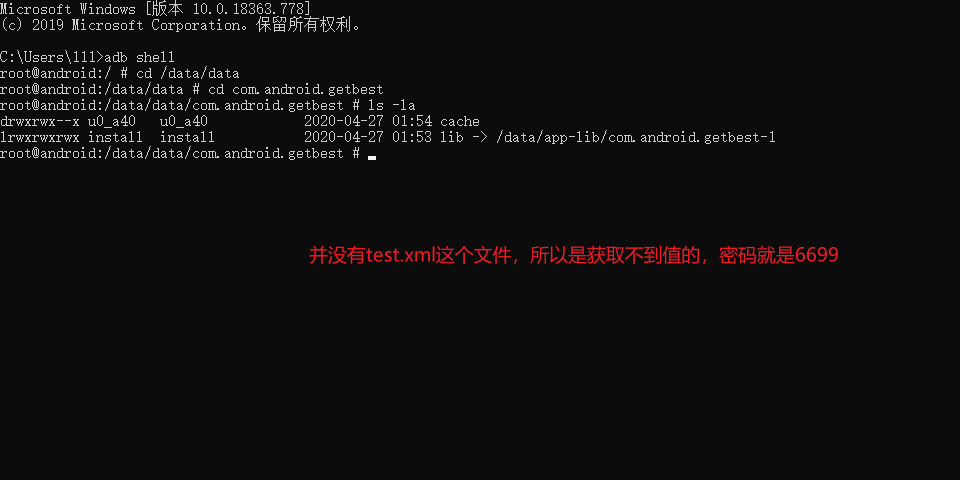 Microsoft Windows [版本 10.0.18363.778]
(c) 2019 Microsoft Corporation。保留所有权利。
C:\Users\lll>adb shell
root@android:/ # cd /data/data
root@android:/data/data # cd com.android.getbest
root@android:/data/data/com.android.getbest # ls -la
drwxrwx--x u0_a40   u0_a40            2020-04-27 01:54 cache
lrwxrwxrwx install  install           2020-04-27 01:53 lib -> /data/app-lib/com.android.getbest-1
root@android:/data/data/com.android.getbest #
并没有test.xml这个文件，所以是获取不到值的，密码就是6699